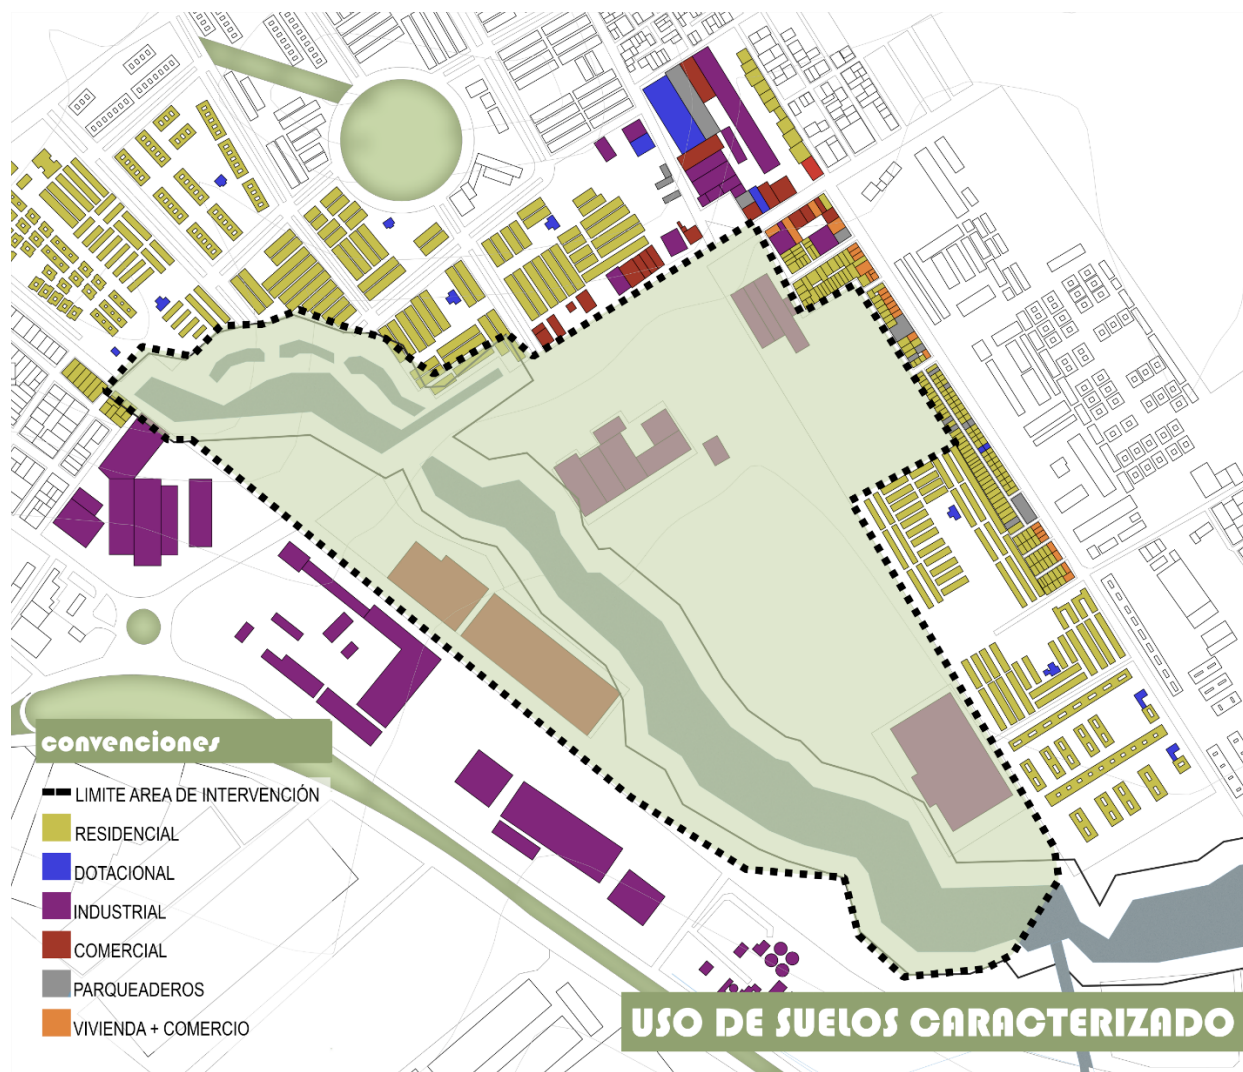 convenciones
LIMITE AREA DE INTERVENCIÓN
RESIDENCIAL
DOTACIONAL
INDUSTRIAL
COMERCIAL
PARQUEADEROS
VIVIENDA + COMERCIO
USO DE SUELOS CARACTERIZADO